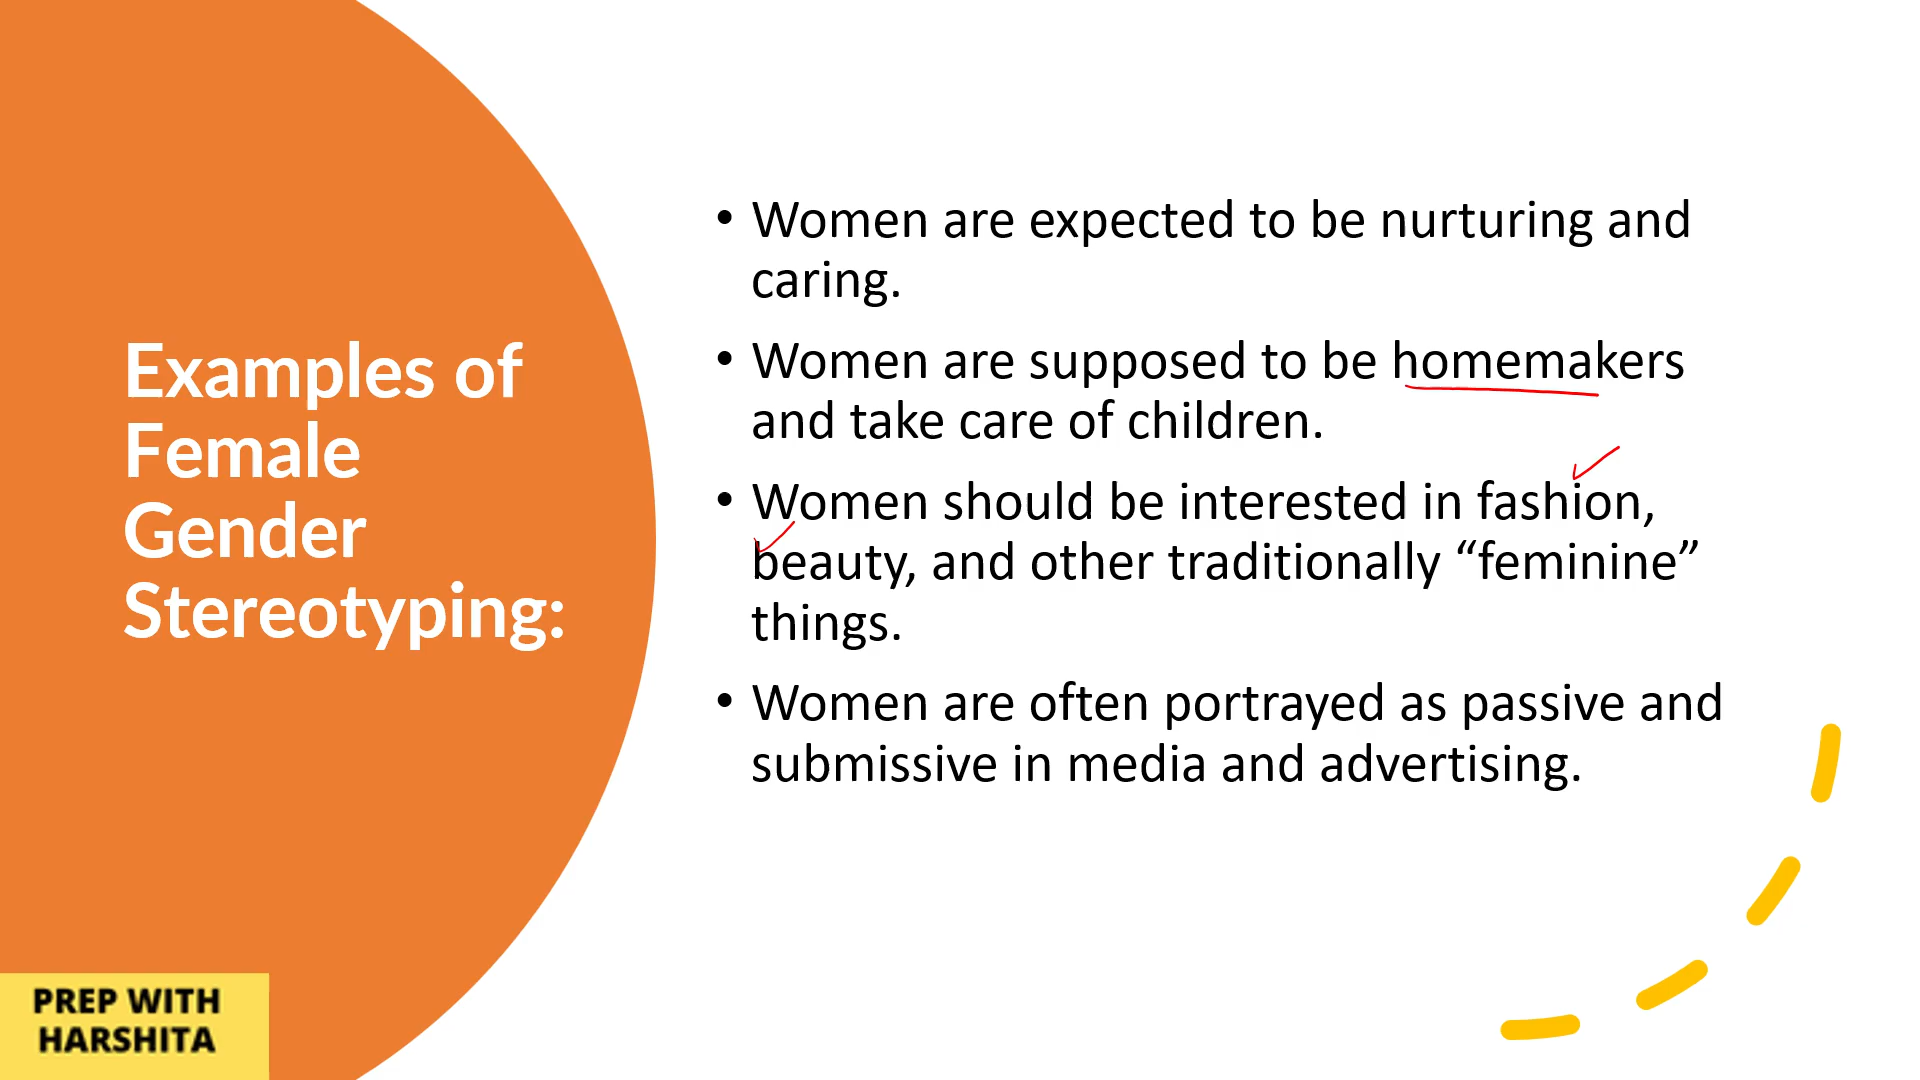 Examples of
Female
Gender
Stereotyping:
• Women are expected to be nurturing and
caring.
• Women are supposed to be homemakers
and take care of children.
• Women should be interested in fashion,
beauty, and other traditionally “feminine”
things.
• Women are often portrayed as passive and
submissive in media and advertising.
PREP WITH
HARSHITA